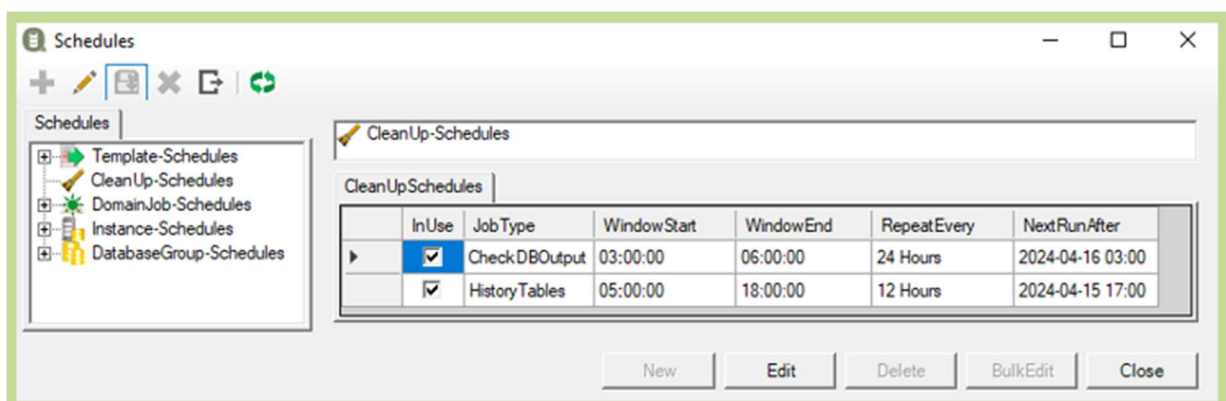 Schedules
Schedules
Template-Schedules
CleanUp-Schedules
DomainJob-Schedules
Instance-Schedules
DatabaseGroup-Schedules
CleanUp-Schedules
CleanUpSchedules
InUse JobType WindowStart WindowEnd RepeatEvery NextRunAfter
CheckDBOutput 03:00:00 06:00:00 24 Hours 2024-04-16 03:00
HistoryTables 05:00:00 18:00:00 12 Hours 2024-04-15 17:00
New Edit Delete BulkEdit Close